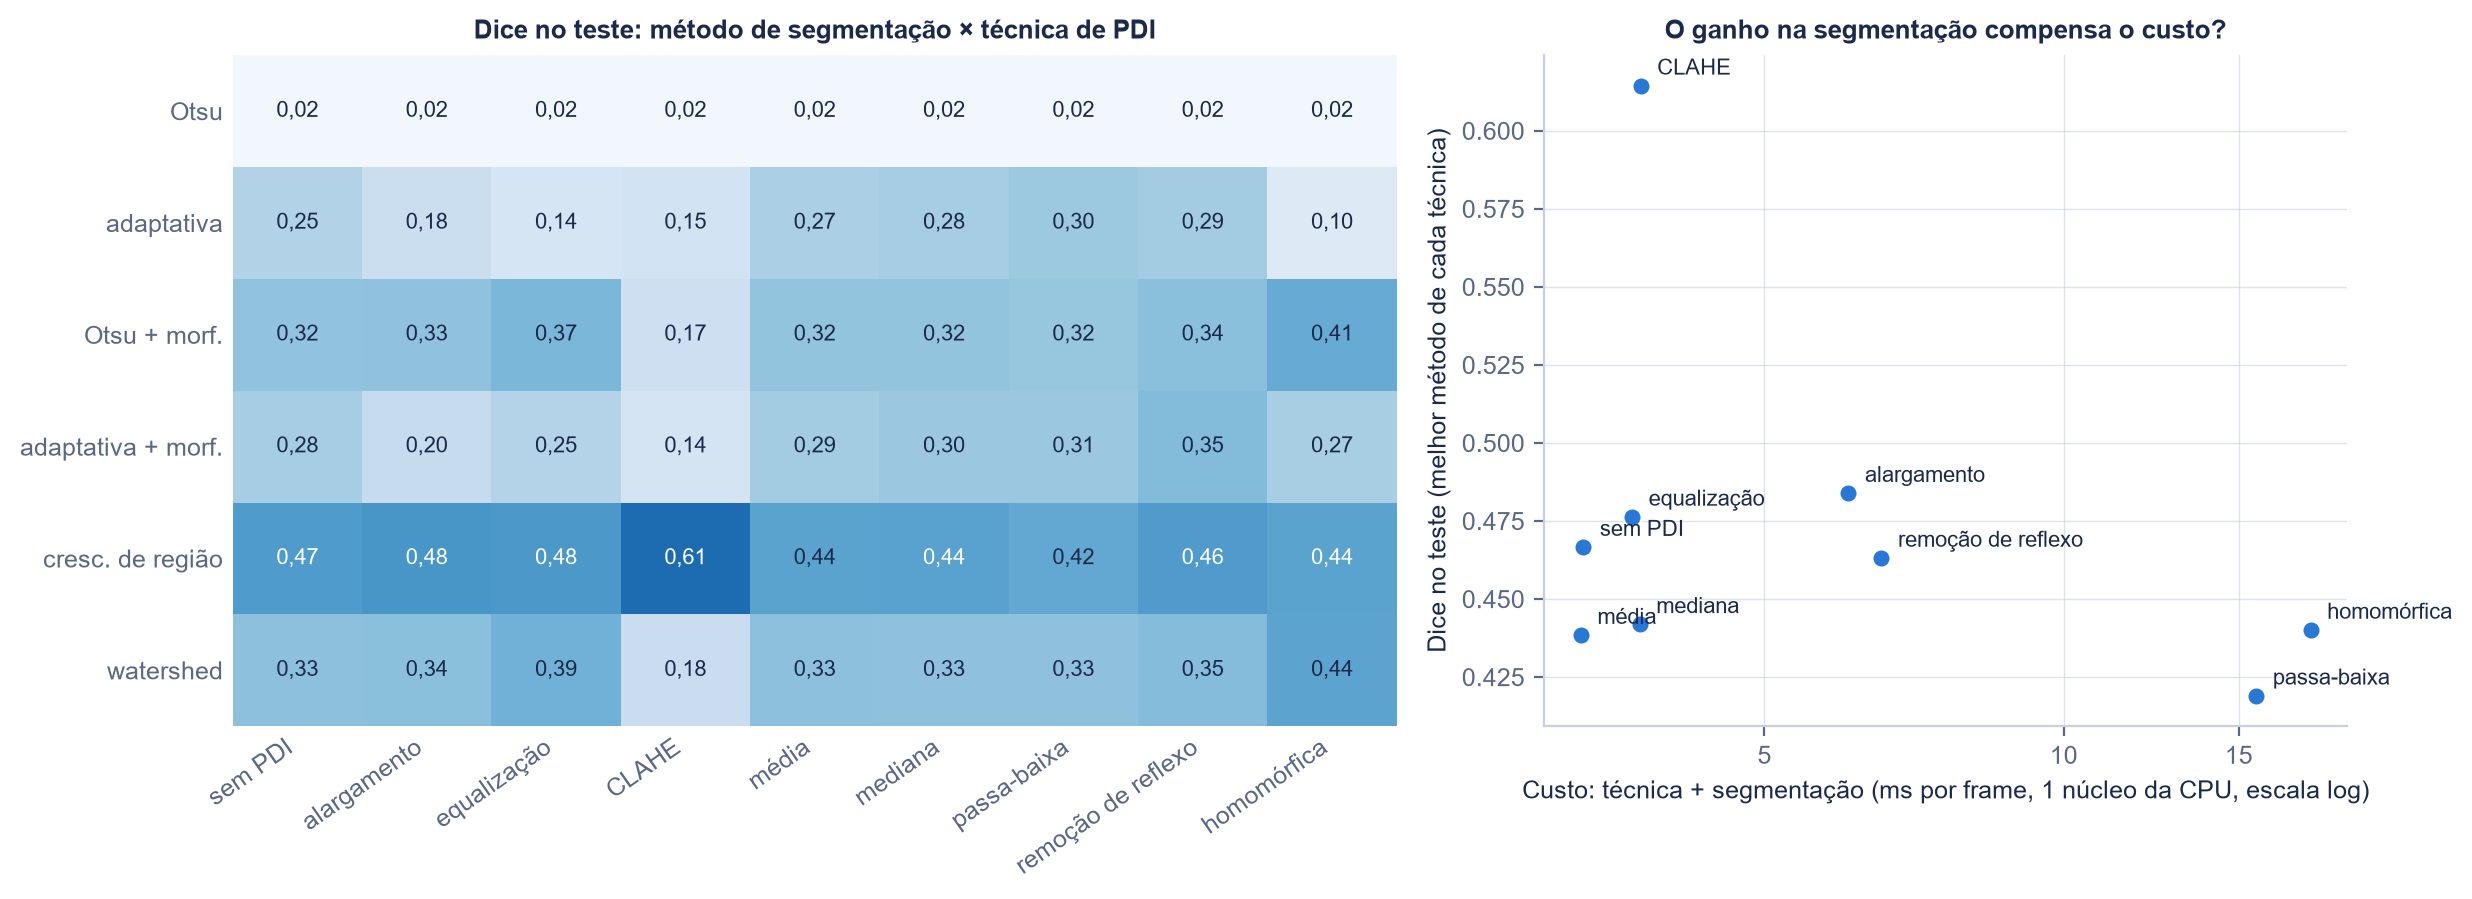 Dice no teste: método de segmentação × técnica de PDI
Otsu 0,02 0,02 0,02 0,02 0,02 0,02 0,02 0,02 0,02
adaptativa 0,25 0,18 0,14 0,15 0,27 0,28 0,30 0,29 0,10
Otsu + morf. 0,32 0,33 0,37 0,17 0,32 0,32 0,32 0,34 0,41
adaptativa + morf. 0,28 0,20 0,25 0,14 0,29 0,30 0,31 0,35 0,27
cresc. de região 0,47 0,48 0,48 0,61 0,44 0,44 0,42 0,46 0,44
watershed 0,33 0,34 0,39 0,18 0,33 0,33 0,33 0,35 0,44
sem PDI
alargamento
equalização
CLAHE
média
mediana
passa-baixa
remoção de reflexo
homomórfica
O ganho na segmentação compensa o custo?
Dice no teste (melhor método de cada técnica)
0.600
0.575
0.550
0.525
0.500
0.475
0.450
0.425
CLAHE
alargamento
equalização
sem PDI
remoção de reflexo
mediana
média
homomórfica
passa-baixa
5 10 15
Custo: técnica + segmentação (ms por frame, 1 núcleo da CPU, escala log)